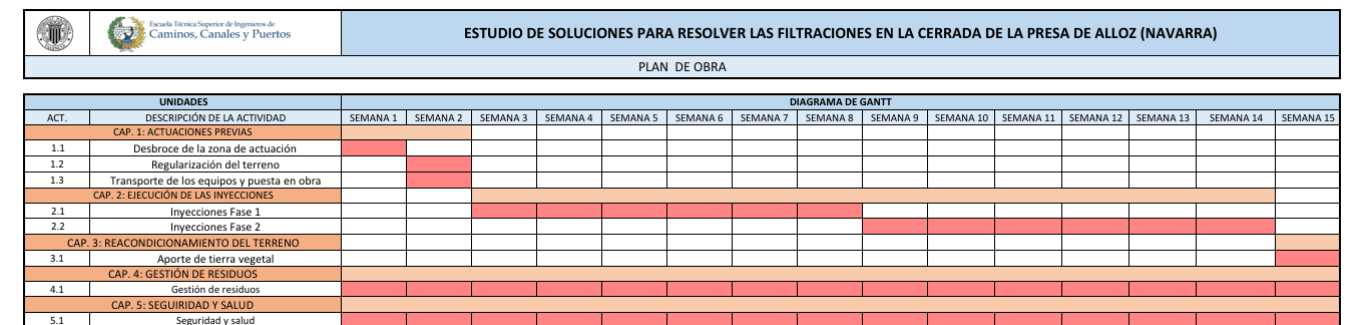 Escuela Técnica Superior de Ingenieros de
Caminos, Canales y Puertos
ESTUDIO DE SOLUCIONES PARA RESOLVER LAS FILTRACIONES EN LA CERRADA DE LA PRESA DE ALLOZ (NAVARRA)
PLAN DE OBRA
UNIDADES DIAGRAMA DE GANTT
ACT. DESCRIPCIÓN DE LA ACTIVIDAD SEMANA 1 SEMANA 2 SEMANA 3 SEMANA 4 SEMANA 5 SEMANA 6 SEMANA 7 SEMANA 8 SEMANA 9 SEMANA 10 SEMANA 11 SEMANA 12 SEMANA 13 SEMANA 14 SEMANA 15
CAP. 1: ACTUACIONES PREVIAS
1.1 Desbroce de la zona de actuación
1.2 Regularización del terreno
1.3 Transporte de los equipos y puesta en obra
CAP. 2: EJECUCIÓN DE LAS INYECCIONES
2.1 Inyecciones Fase 1
2.2 Inyecciones Fase 2
CAP. 3: REACONDICIONAMIENTO DEL TERRENO
3.1 Aporte de tierra vegetal
CAP. 4: GESTIÓN DE RESIDUOS
4.1 Gestión de residuos
CAP. 5: SEGUIRIDAD Y SALUD
5.1 Seguridad y salud